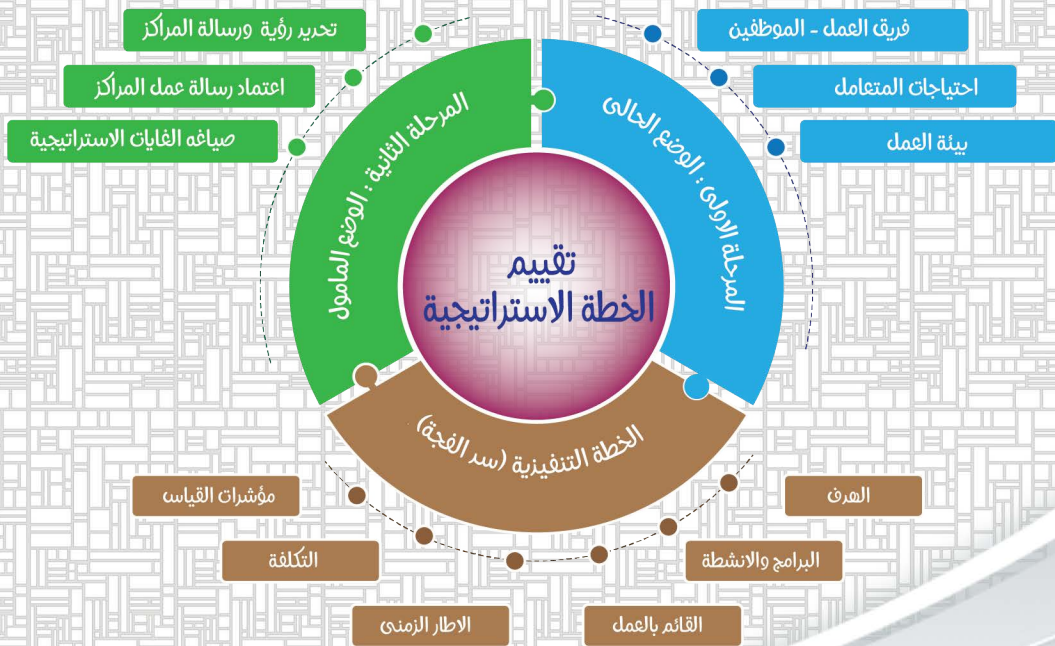 فريق العمل - الموظفين
احتياجات المتعامل
بيئة العمل
المرحلة الاولى : الوضع الحالى
تحديد رؤية ورسالة المراكز
اعتماد رسالة عمل المراكز
صياغه الغايات الاستراتيجية
المرحلة الثانية : الوضع المامول
تقييم
الخطة الاستراتيجية
الخطة التنفيزية (سد الفجة)
الهدف
البرامج والانشطة
القائم بالعمل
الاطار الزمنى
التكلفة
مؤشرات القياس